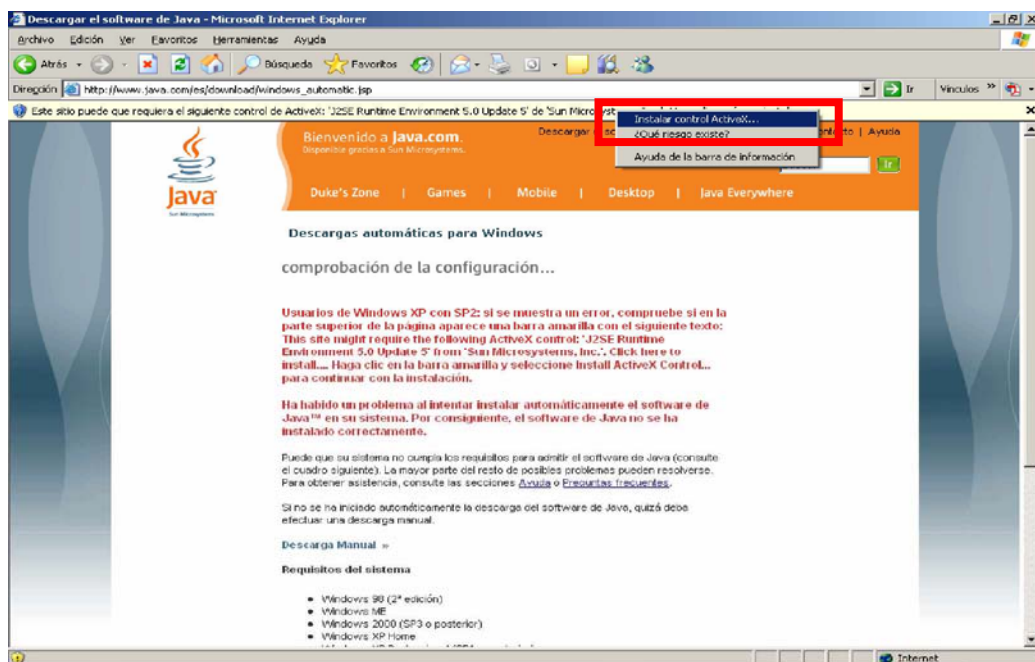 Descargar el software de Java - Microsoft Internet Explorer
Archivo Edición Ver Favoritos Herramientas Ayuda
Atrás Búsqueda Favoritos
Dirección http://www.java.com/es/download/windows_automatic.jsp Ir Vínculos »
Este sitio puede que requiera el siguiente control de ActiveX: 'J2SE Runtime Environment 5.0 Update 5' de 'Sun Microsyst
Instalar control ActiveX...
¿Qué riesgo existe?
Ayuda de la barra de información
Bienvenido a Java.com. Descargar | Ayuda
Disponible gracias a Sun Microsystems.
Ir
Java
Sun Microsystems
Duke's Zone | Games | Mobile | Desktop | Java Everywhere
Descargas automáticas para Windows
comprobación de la configuración...
Usuarios de Windows XP con SP2: si se muestra un error, compruebe si en la
parte superior de la página aparece una barra amarilla con el siguiente texto:
This site might require the following ActiveX control: 'J2SE Runtime
Environment 5.0 Update 5' from 'Sun Microsystems, Inc.'. Click here to
install.... Haga clic en la barra amarilla y seleccione Install ActiveX Control...
para continuar con la instalación.
Ha habido un problema al intentar instalar automáticamente el software de
Java™ en su sistema. Por consiguiente, el software de Java no se ha
instalado correctamente.
Puede que su sistema no cumpla los requisitos para admitir el software de Java (consulte
el cuadro siguiente). La mayor parte del resto de posibles problemas pueden resolverse.
Para obtener asistencia, consulte las secciones Ayuda o Preguntas frecuentes.
Si no se ha iniciado automáticamente la descarga del software de Java, quizá deba
efectuar una descarga manual.
Descarga Manual »
Requisitos del sistema
• Windows 98 (2ª edición)
• Windows ME
• Windows 2000 (SP3 o posterior)
• Windows XP Home
Internet